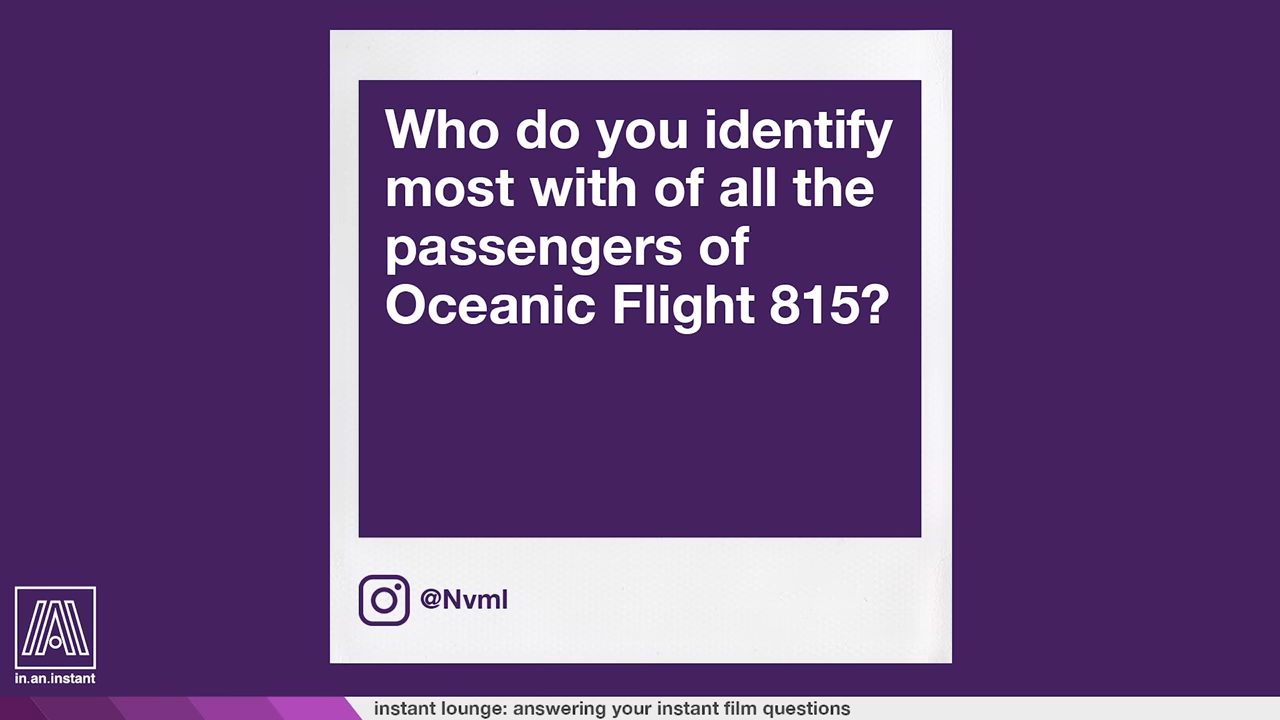 Who do you identify
most with of all the
passengers of
Oceanic Flight 815?
@Nvml
in.an.instant
instant lounge: answering your instant film questions